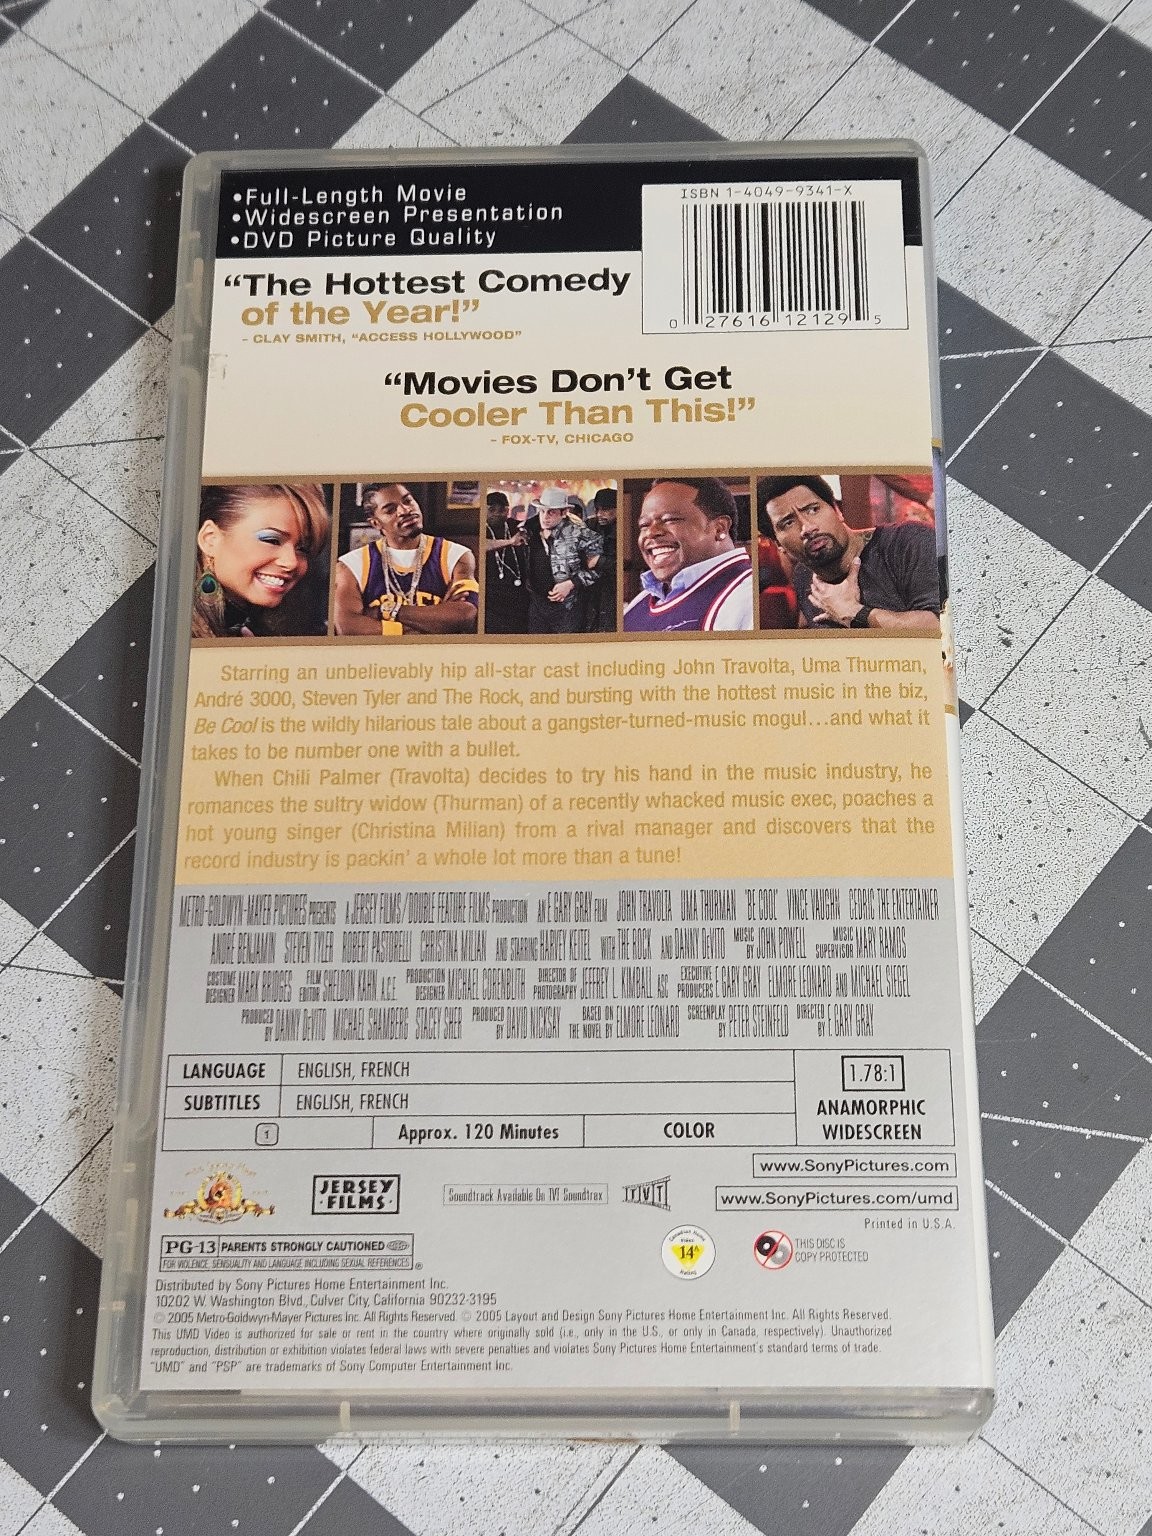 •Full-Length Movie
•Widescreen Presentation
•DVD Picture Quality
ISBN 1-4049-9341-X
0 27616 12129 5
“The Hottest Comedy
of the Year!”
- CLAY SMITH, “ACCESS HOLLYWOOD”
“Movies Don’t Get
Cooler Than This!”
- FOX-TV, CHICAGO
Starring an unbelievably hip all-star cast including John Travolta, Uma Thurman,
André 3000, Steven Tyler and The Rock, and bursting with the hottest music in the biz,
Be Cool is the wildly hilarious tale about a gangster-turned-music mogul...and what it
takes to be number one with a bullet.
When Chili Palmer (Travolta) decides to try his hand in the music industry, he
romances the sultry widow (Thurman) of a recently whacked music exec, poaches a
hot young singer (Christina Milian) from a rival manager and discovers that the
record industry is packin’ a whole lot more than a tune!
METRO-GOLDWYN-MAYER PICTURES PRESENTS A JERSEY FILMS/DOUBLE FEATURE FILMS PRODUCTION AN F. GARY GRAY FILM JOHN TRAVOLTA UMA THURMAN "BE COOL" VINCE VAUGHN CEDRIC THE ENTERTAINER
ANDRÉ BENJAMIN STEVEN TYLER ROBERT PASTORELLI CHRISTINA MILIAN AND STARRING HARVEY KEITEL WITH THE ROCK AND DANNY DeVITO MUSIC BY JOHN POWELL MUSIC SUPERVISOR MARY RAMOS
COSTUME DESIGNER MARK BRIDGES FILM EDITOR SHELDON KAHN, A.C.E. PRODUCTION DESIGNER MICHAEL CORENBLITH DIRECTOR OF PHOTOGRAPHY JEFFREY L. KIMBALL, ASC EXECUTIVE PRODUCERS F. GARY GRAY ELMORE LEONARD AND MICHAEL SIEGEL
PRODUCED BY DANNY DeVITO MICHAEL SHAMBERG STACEY SHER PRODUCED BY DAVID NICKSAY BASED ON THE NOVEL BY ELMORE LEONARD SCREENPLAY BY PETER STEINFELD DIRECTED BY F. GARY GRAY
LANGUAGE ENGLISH, FRENCH
SUBTITLES ENGLISH, FRENCH
1 Approx. 120 Minutes COLOR
1.78:1
ANAMORPHIC
WIDESCREEN
www.SonyPictures.com
JERSEY
·FILMS·
Soundtrack Available On TVT Soundtrax
TVT
www.SonyPictures.com/umd
Printed in U.S.A.
PG-13 PARENTS STRONGLY CAUTIONED
FOR VIOLENCE, SENSUALITY AND LANGUAGE INCLUDING SEXUAL REFERENCES
Canadian Home
Video
14A
Rating
THIS DISC IS
COPY PROTECTED
Distributed by Sony Pictures Home Entertainment Inc.
10202 W. Washington Blvd., Culver City, California 90232-3195
© 2005 Metro-Goldwyn-Mayer Pictures Inc. All Rights Reserved. © 2005 Layout and Design Sony Pictures Home Entertainment Inc. All Rights Reserved.
This UMD Video is authorized for sale or rent in the country where originally sold (i.e., only in the U.S. or only in Canada, respectively). Unauthorized
reproduction, distribution or exhibition violates federal laws with severe penalties and violates Sony Pictures Home Entertainment's standard terms of trade.
"UMD" and "PSP" are trademarks of Sony Computer Entertainment Inc.